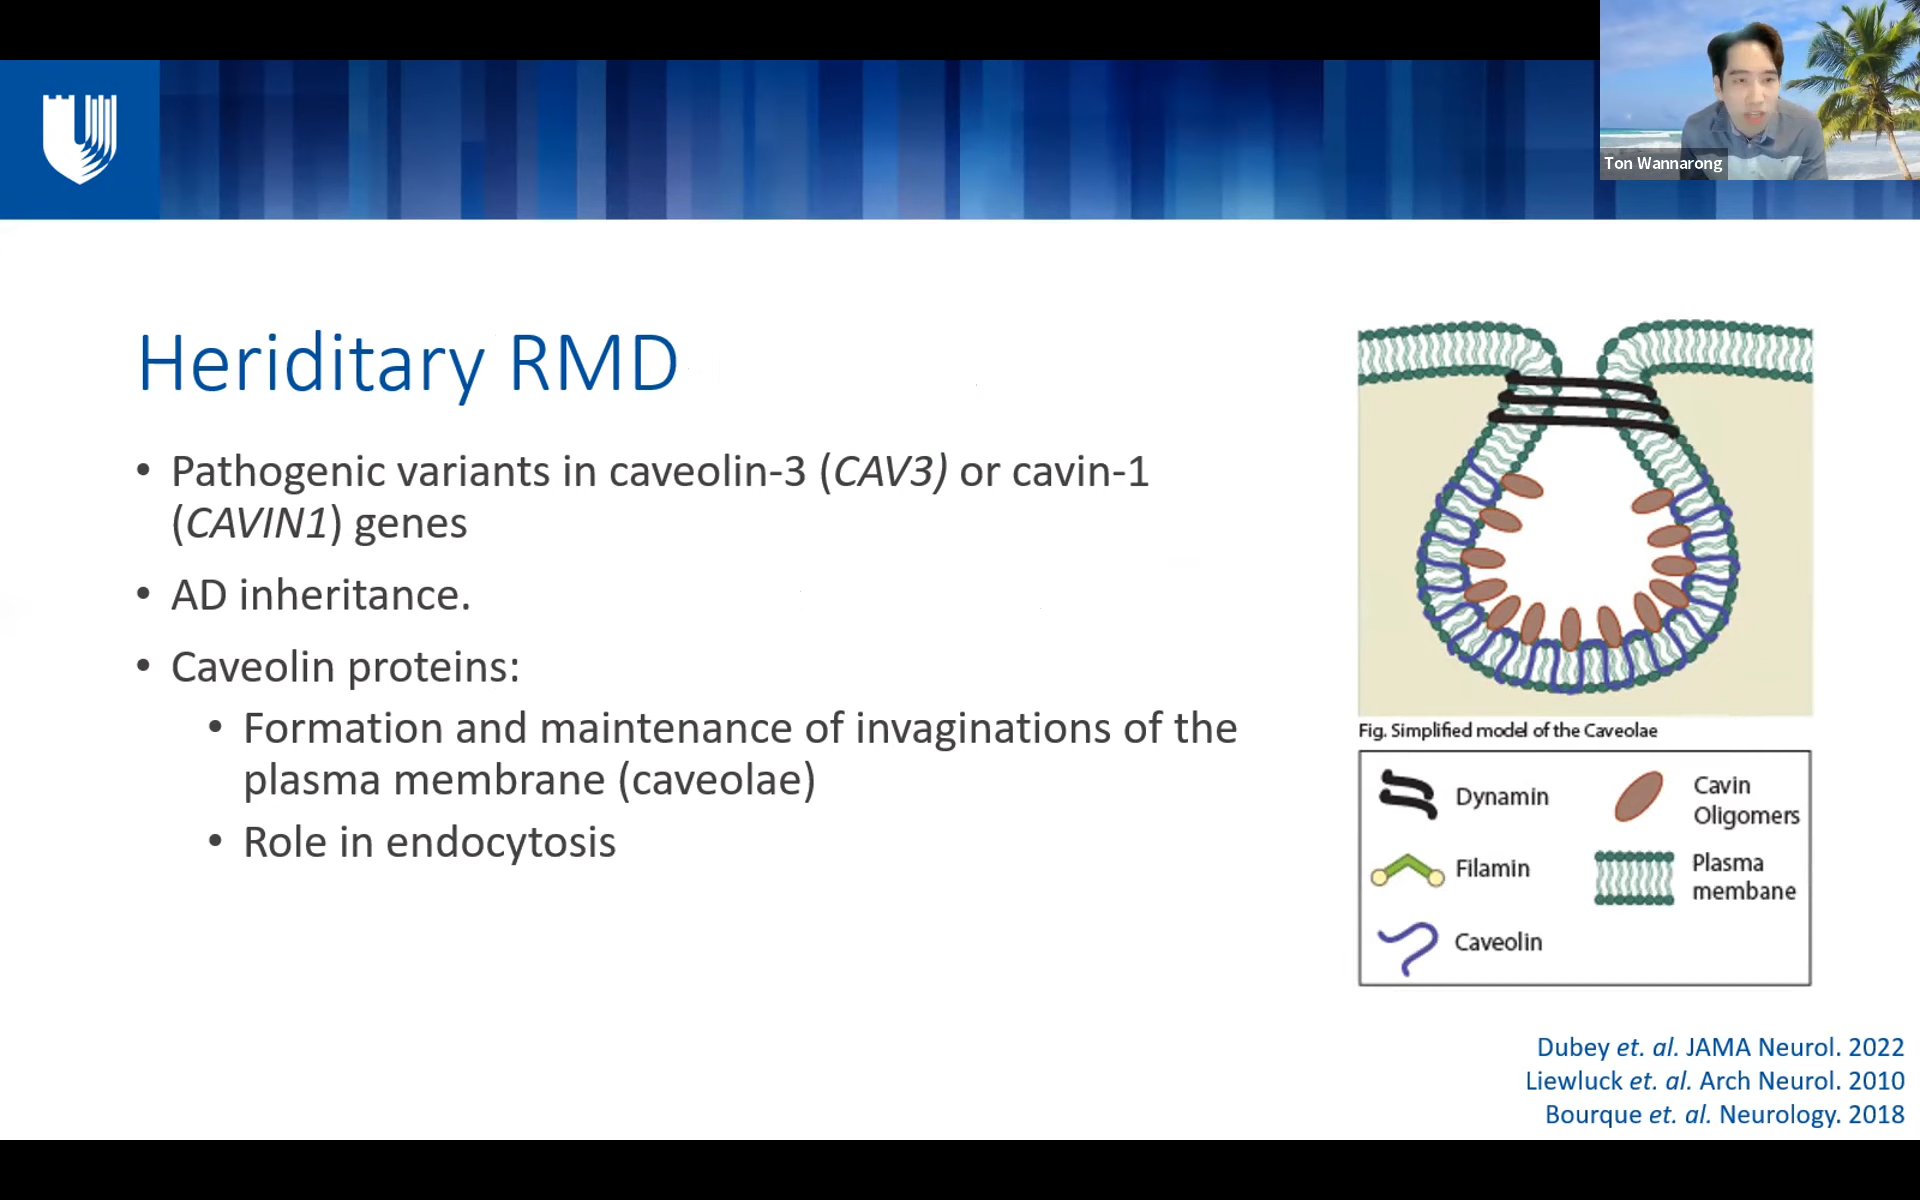 Ton Wannarong
Heriditary RMD
• Pathogenic variants in caveolin-3 (CAV3) or cavin-1
(CAVIN1) genes
• AD inheritance.
• Caveolin proteins:
• Formation and maintenance of invaginations of the
plasma membrane (caveolae)
• Role in endocytosis
Fig. Simplified model of the Caveolae
Dynamin
Cavin
Oligomers
Filamin
Plasma
membane
Caveolin
Dubey et. al. JAMA Neurol. 2022
Liewluck et. al. Arch Neurol. 2010
Bourque et. al. Neurology. 2018